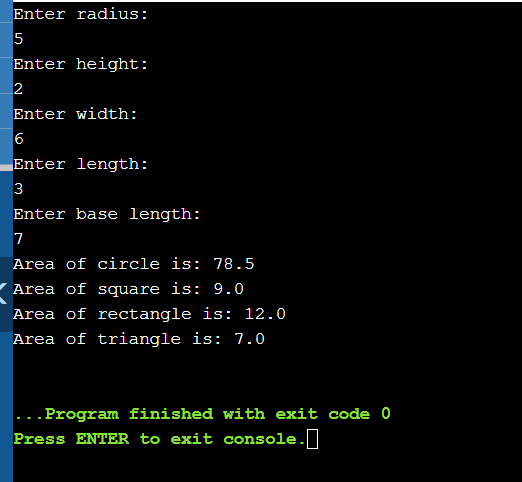 Enter radius:
5
Enter height:
2
Enter width:
6
Enter length:
3
Enter base length:
7
Area of circle is: 78.5
Area of square is: 9.0
Area of rectangle is: 12.0
Area of triangle is: 7.0
...Program finished with exit code 0
Press ENTER to exit console.